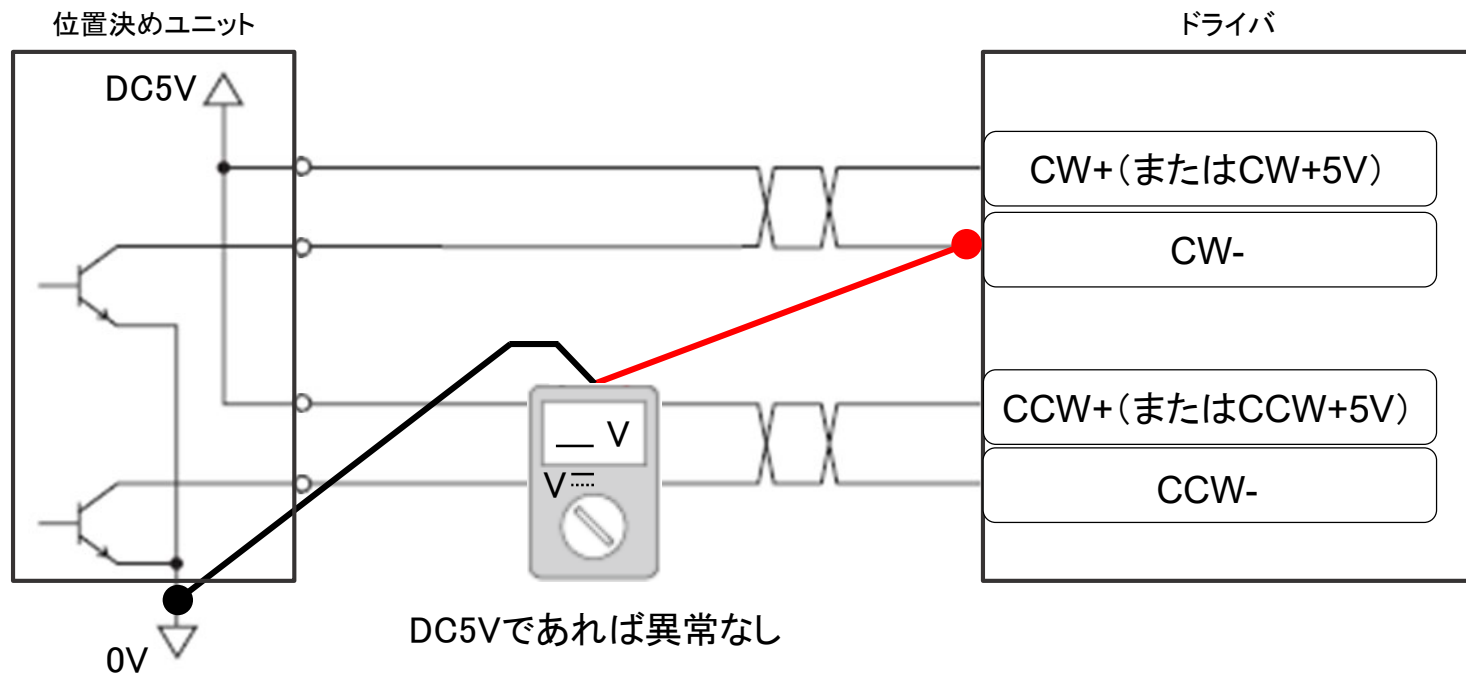 位置決めユニット
ドライバ
DC5V
CW+(またはCW+5V)
CW-
CCW+(またはCCW+5V)
__ V
V⎓
CCW-
DC5Vであれば異常なし
0V